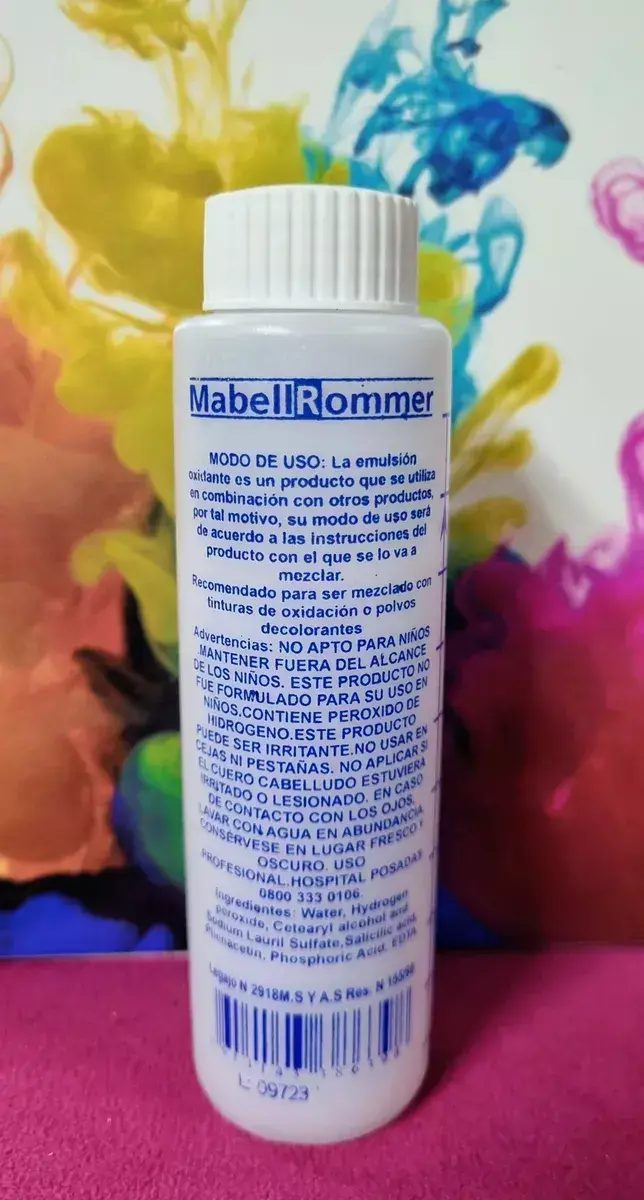 MabellRommer
MODO DE USO: La emulsión
oxidante es un producto que se utiliza
en combinación con otros productos,
por tal motivo, su modo de uso será
de acuerdo a las instrucciones del
producto con el que se lo va a
mezclar.
Recomendado para ser mezclado con
tinturas de oxidación o polvos
decolorantes
Advertencias: NO APTO PARA NIÑOS
MANTENER FUERA DEL ALCANCE
DE LOS NIÑOS. ESTE PRODUCTO NO
FUE FORMULADO PARA SU USO EN
NIÑOS.CONTIENE PEROXIDO DE
HIDROGENO.ESTE PRODUCTO
PUEDE SER IRRITANTE.NO USAR EN
CEJAS NI PESTAÑAS. NO APLICAR SI
EL CUERO CABELLUDO ESTUVIERA
IRRITADO O LESIONADO. EN CASO
DE CONTACTO CON LOS OJOS,
LAVAR CON AGUA EN ABUNDANCIA
CONSÉRVESE EN LUGAR FRESCO Y
OSCURO. USO
PROFESIONAL.HOSPITAL POSADAS
0800 333 0106.
Ingredientes: Water, Hydrogen
peroxide, Cetearyl alcohol and
Sodium Lauril Sulfate,Salicilic acid,
Phenacetin, Phosphoric Acid, EDTA
Legajo N 2918M.S Y A.S Res. N 155/98
L: 09723